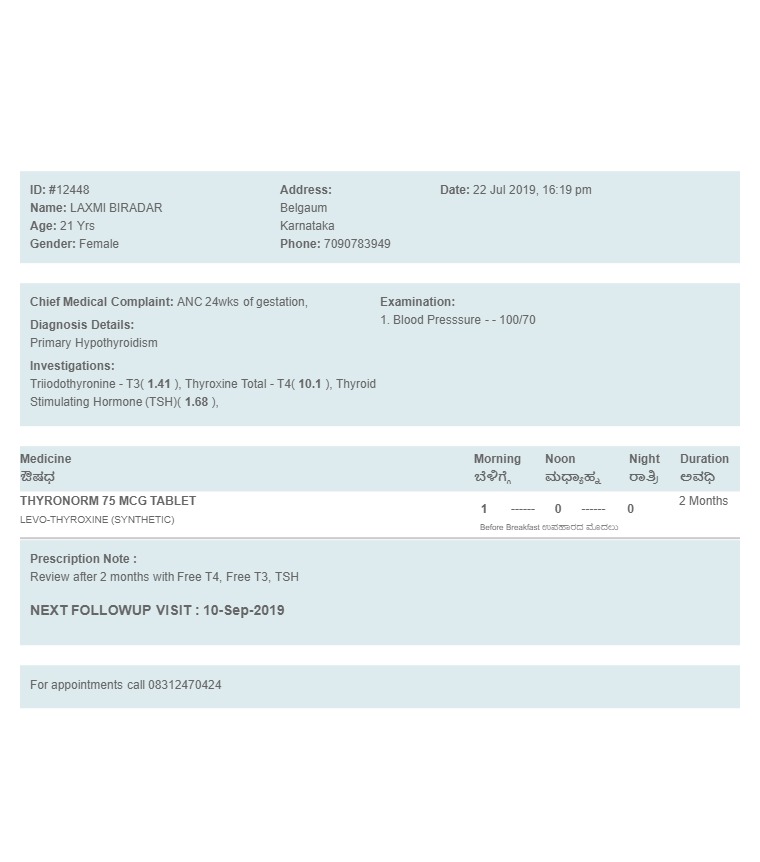 ID: #12448
Name: LAXMI BIRADAR
Age: 21 Yrs
Gender: Female
Address:
Belgaum
Karnataka
Phone: 7090783949
Date: 22 Jul 2019, 16:19 pm
Chief Medical Complaint: ANC 24wks of gestation,
Diagnosis Details:
Primary Hypothyroidism
Investigations:
Triiodothyronine - T3( 1.41 ), Thyroxine Total - T4( 10.1 ), Thyroid
Stimulating Hormone (TSH)( 1.68 ),
Examination:
1. Blood Presssure - - 100/70
Medicine Morning Noon Night Duration
ಔಷಧ ಬೆಳಿಗ್ಗೆ ಮಧ್ಯಾಹ್ನ ರಾತ್ರಿ ಅವಧಿ
THYRONORM 75 MCG TABLET 2 Months
1 ------ 0 ------ 0
LEVO-THYROXINE (SYNTHETIC)
Before Breakfast ಉಪಹಾರದ ಮೊದಲು
Prescription Note :
Review after 2 months with Free T4, Free T3, TSH
NEXT FOLLOWUP VISIT : 10-Sep-2019
For appointments call 08312470424